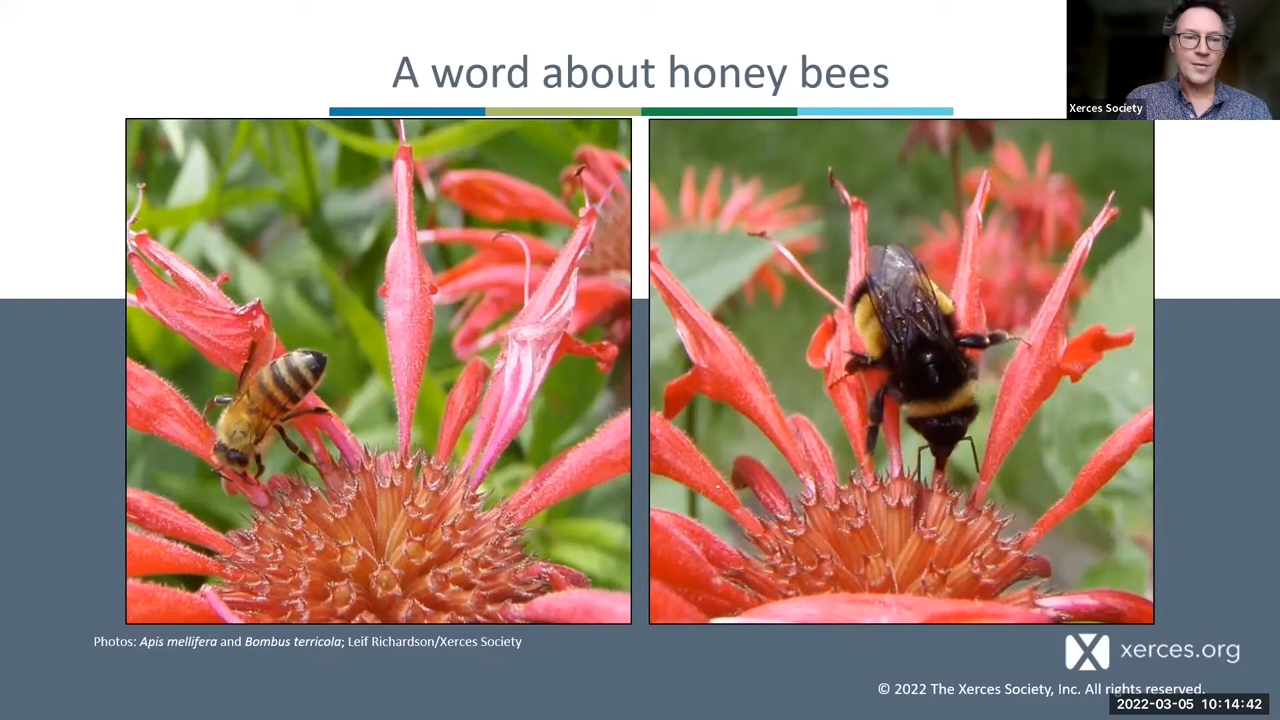 A word about honey bees
Xerces Society
Photos: Apis mellifera and Bombus terricola; Leif Richardson/Xerces Society
xerces.org
© 2022 The Xerces Society, Inc. All rights reserved.
2022-03-05 10:14:42